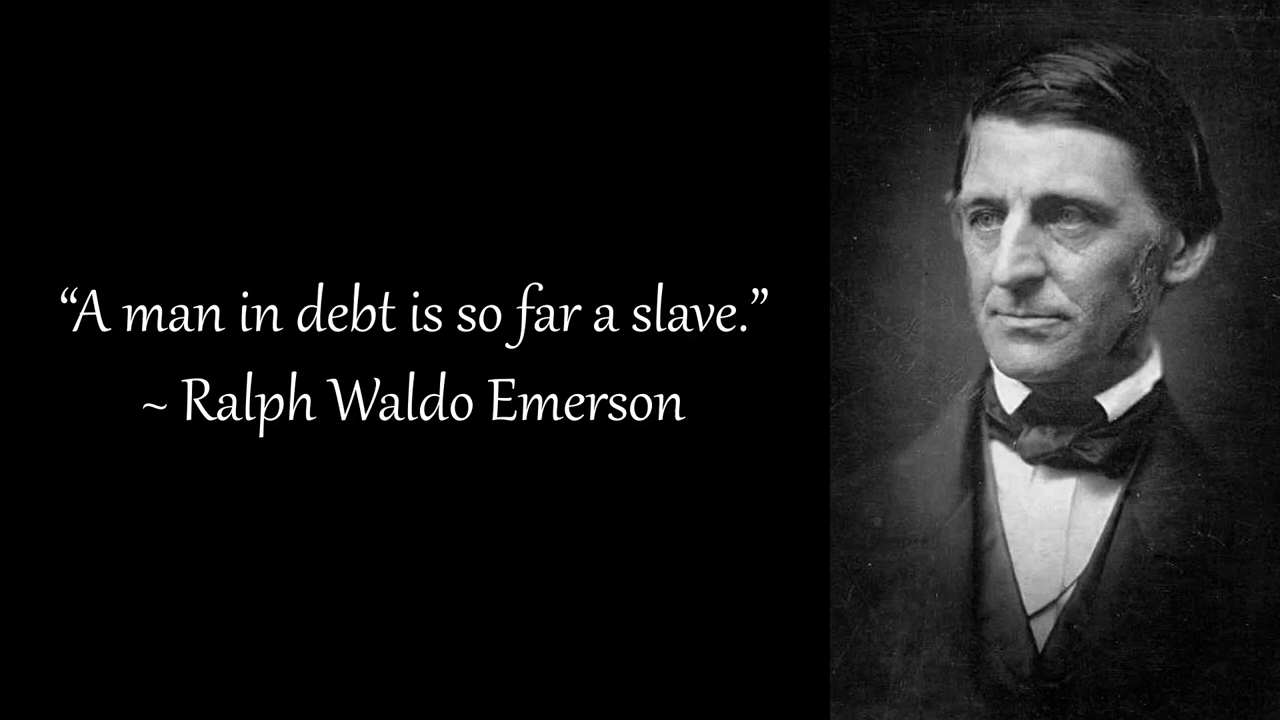 “A man in debt is so far a slave.”
~ Ralph Waldo Emerson